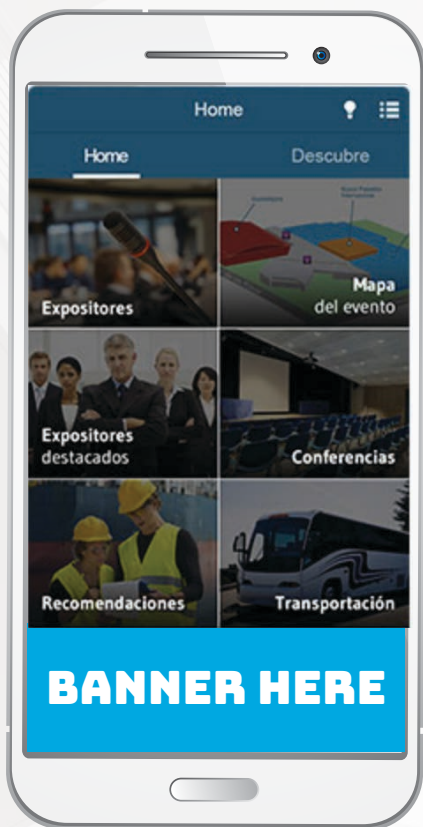 Home
Home
Descubre
Expositores
Mapa
del evento
Expositores
destacados
Conferencias
Recomendaciones
Transportación
BANNER HERE